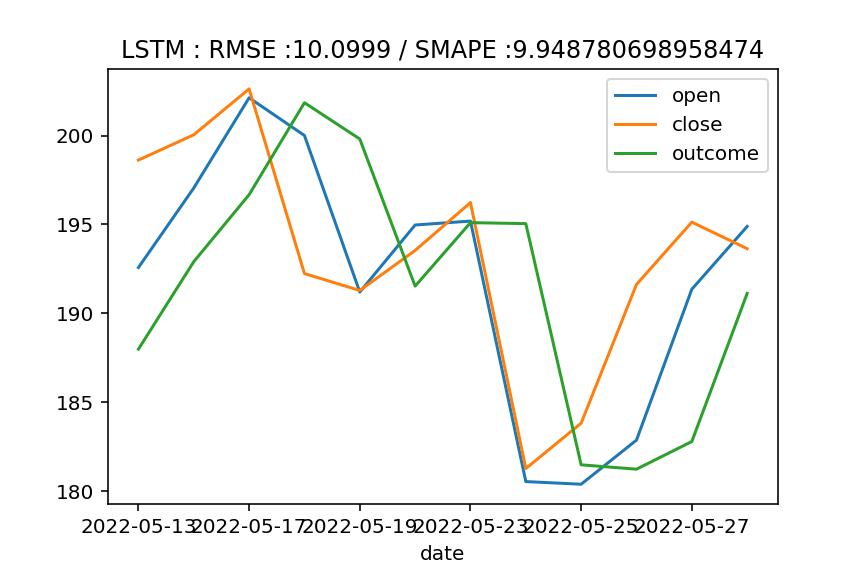 LSTM : RMSE :10.0999 / SMAPE :9.948780698958474
open
close
outcome
200
195
190
185
180
2022-05-13 2022-05-17 2022-05-19 2022-05-23 2022-05-25 2022-05-27
date